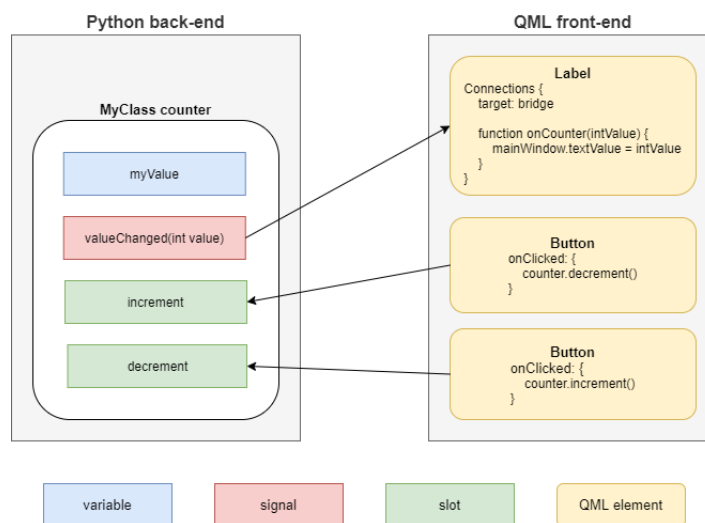 Python back-end
QML front-end
MyClass counter
myValue
valueChanged(int value)
increment
decrement
Label
Connections {
    target: bridge

    function onCounter(intValue) {
        mainWindow.textValue = intValue
    }
}
Button
onClicked: {
    counter.decrement()
}
Button
onClicked: {
    counter.increment()
}
variable
signal
slot
QML element